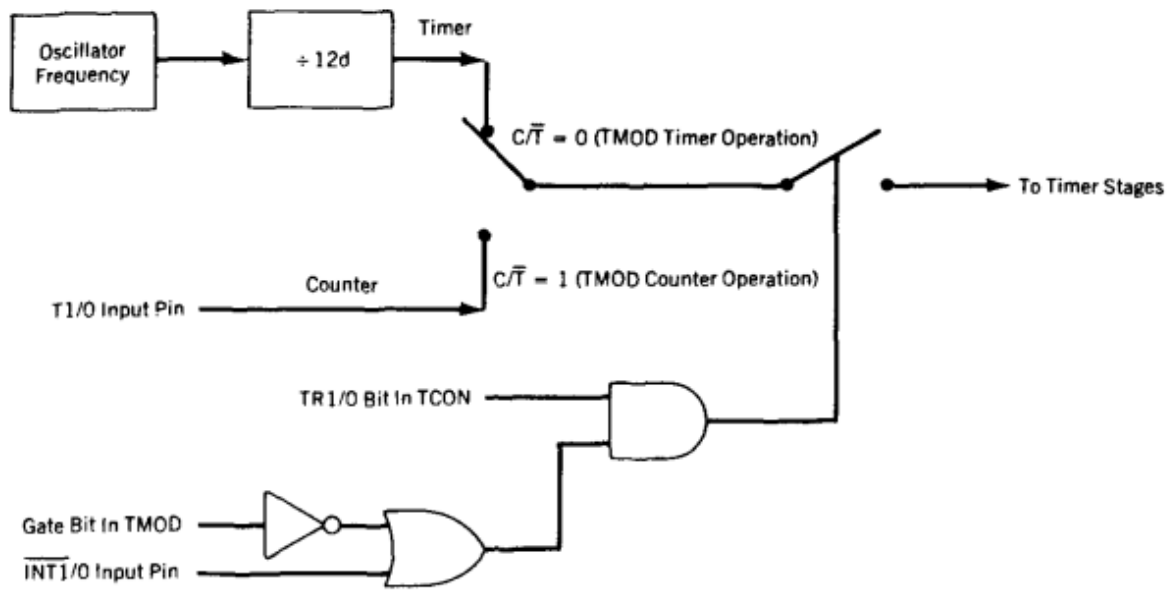 Oscillator
Frequency
÷ 12d
Timer
C/T̅ = 0 (TMOD Timer Operation)
To Timer Stages
Counter
C/T̅ = 1 (TMOD Counter Operation)
T1/0 Input Pin
TR1/0 Bit In TCON
Gate Bit In TMOD
I̅N̅T̅1̅/0 Input Pin